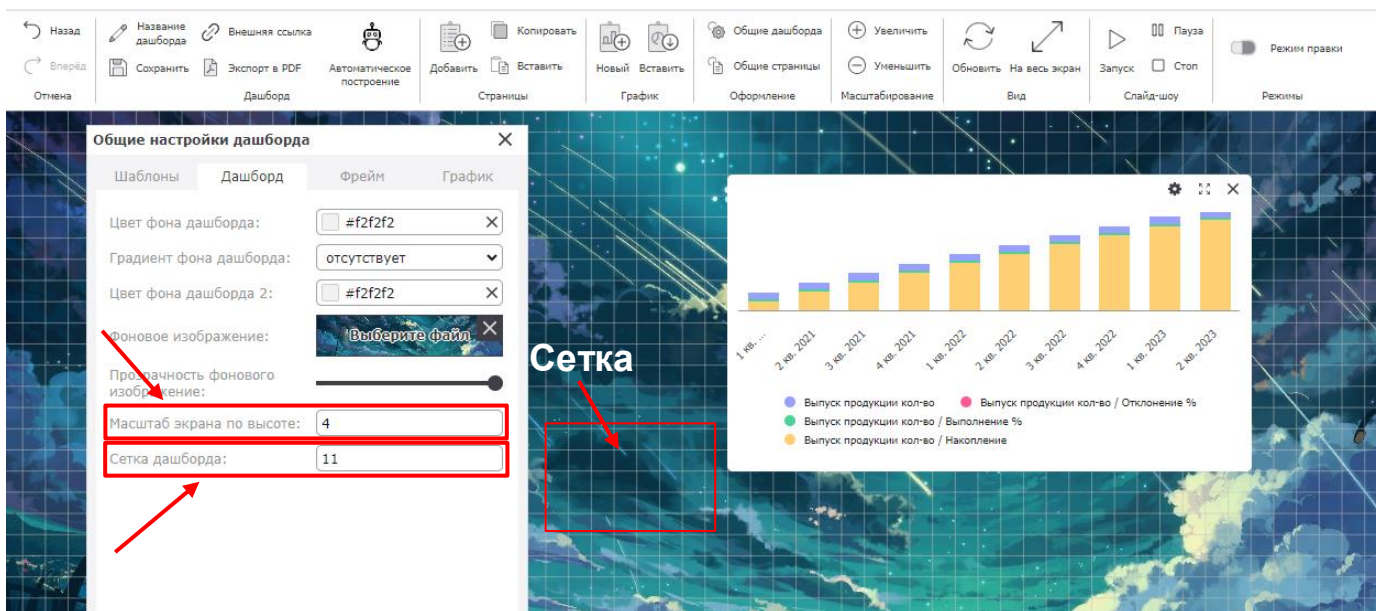 Назад
Название дашборда
Внешняя ссылка
Копировать
Общие дашборда
Увеличить
Пауза
Режим правки
Вперёд
Сохранить
Экспорт в PDF
Автоматическое построение
Добавить
Вставить
Новый
Вставить
Общие страницы
Уменьшить
Обновить
На весь экран
Запуск
Стоп
Отмена
Дашборд
Страницы
График
Оформление
Масштабирование
Вид
Слайд-шоу
Режимы
Общие настройки дашборда
Шаблоны
Дашборд
Фрейм
График
Цвет фона дашборда:
#f2f2f2
Градиент фона дашборда:
отсутствует
Цвет фона дашборда 2:
#f2f2f2
Фоновое изображение:
Выберите файл
Прозрачность фонового
изображение:
Масштаб экрана по высоте:
4
Сетка дашборда:
11
Сетка
1 кв. ...
2 кв. 2021
3 кв. 2021
4 кв. 2021
1 кв. 2022
2 кв. 2022
3 кв. 2022
4 кв. 2022
1 кв. 2023
2 кв. 2023
Выпуск продукции кол-во
Выпуск продукции кол-во / Отклонение %
Выпуск продукции кол-во / Выполнение %
Выпуск продукции кол-во / Накопление